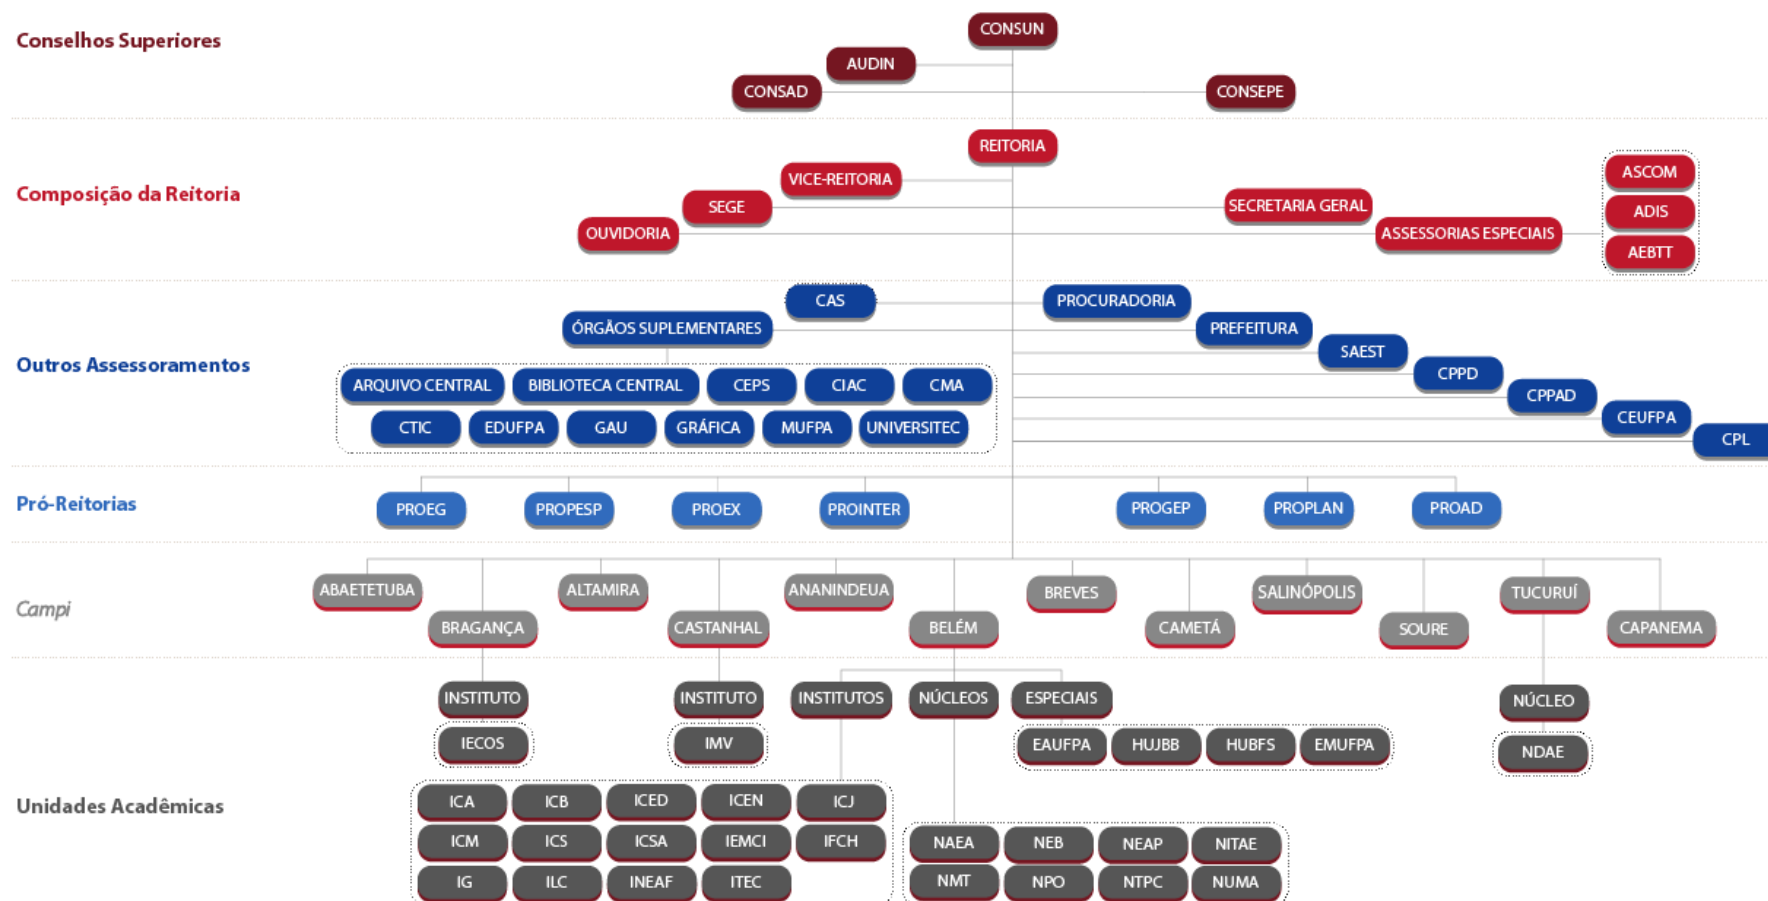 CONSUN
Conselhos Superiores
AUDIN
CONSAD
CONSEPE
REITORIA
Composição da Reitoria
VICE-REITORIA
SEGE
SECRETARIA GERAL
OUVIDORIA
ASSESSORIAS ESPECIAIS
ASCOM
ADIS
AEBTT
Outros Assessoramentos
CAS
PROCURADORIA
ÓRGÃOS SUPLEMENTARES
PREFEITURA
SAEST
CPPD
CPPAD
CEUFPA
CPL
ARQUIVO CENTRAL
BIBLIOTECA CENTRAL
CEPS
CIAC
CMA
CTIC
EDUFPA
GAU
GRÁFICA
MUFPA
UNIVERSITEC
Pró-Reitorias
PROEG
PROPESP
PROEX
PROINTER
PROGEP
PROPLAN
PROAD
Campi
ABAETETUBA
BRAGANÇA
ALTAMIRA
CASTANHAL
ANANINDEUA
BELÉM
BREVES
CAMETÁ
SALINÓPOLIS
SOURE
TUCURUÍ
CAPANEMA
Unidades Acadêmicas
INSTITUTO
IECOS
INSTITUTO
IMV
INSTITUTOS
NÚCLEOS
ESPECIAIS
EAUFPA
HUJBB
HUBFS
EMUFPA
NÚCLEO
NDAE
ICA
ICB
ICED
ICEN
ICJ
ICM
ICS
ICSA
IEMCI
IFCH
IG
ILC
INEAF
ITEC
NAEA
NEB
NEAP
NITAE
NMT
NPO
NTPC
NUMA